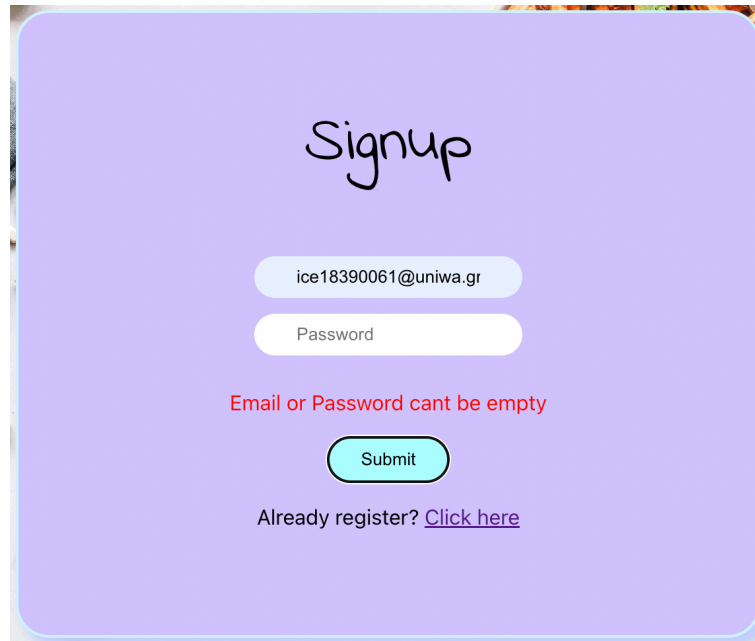 Signup
ice18390061@uniwa.gr
Password
Email or Password cant be empty
Submit
Already register? Click here